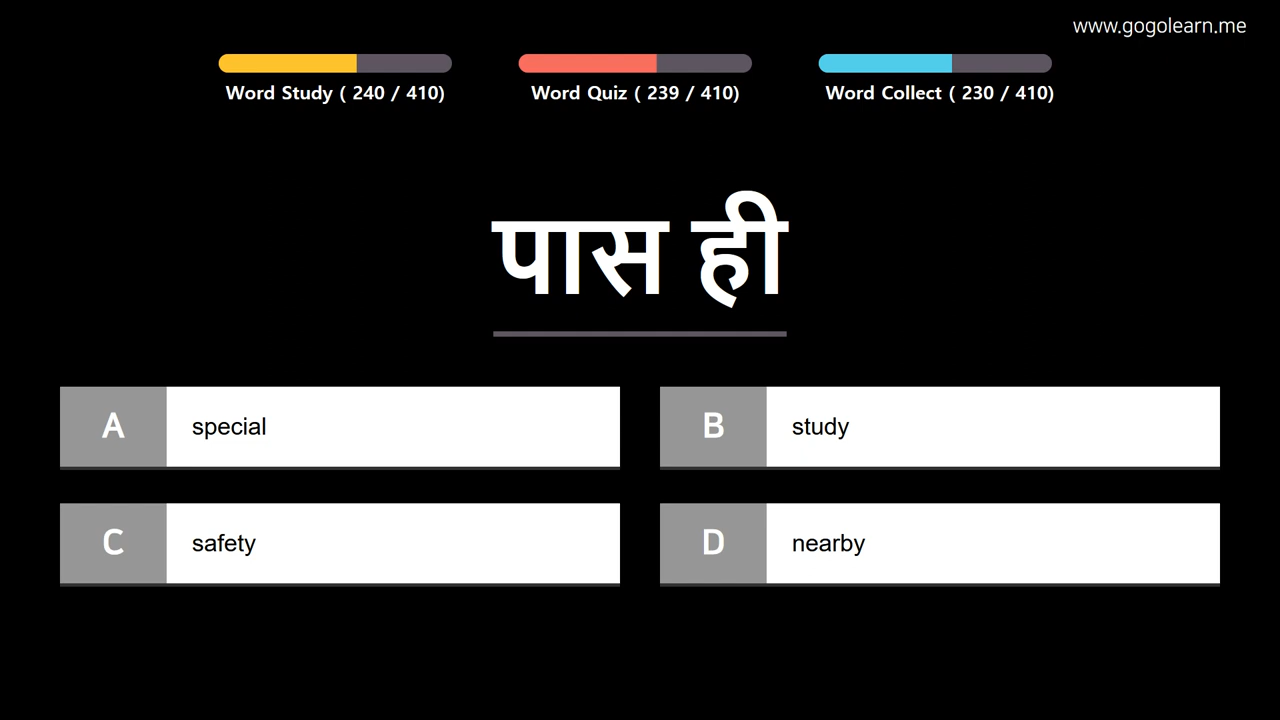 www.gogolearn.me
Word Study ( 240 / 410)
Word Quiz ( 239 / 410)
Word Collect ( 230 / 410)
पास ही
A special
B study
C safety
D nearby